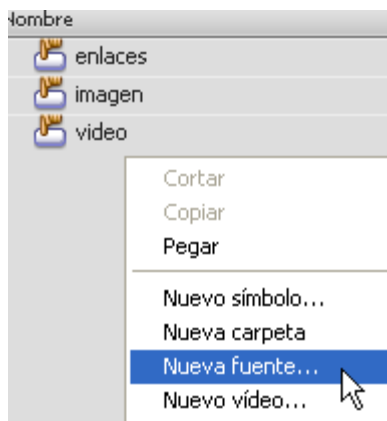 Nombre
enlaces
imagen
video
Cortar
Copiar
Pegar
Nuevo símbolo...
Nueva carpeta
Nueva fuente...
Nuevo vídeo...